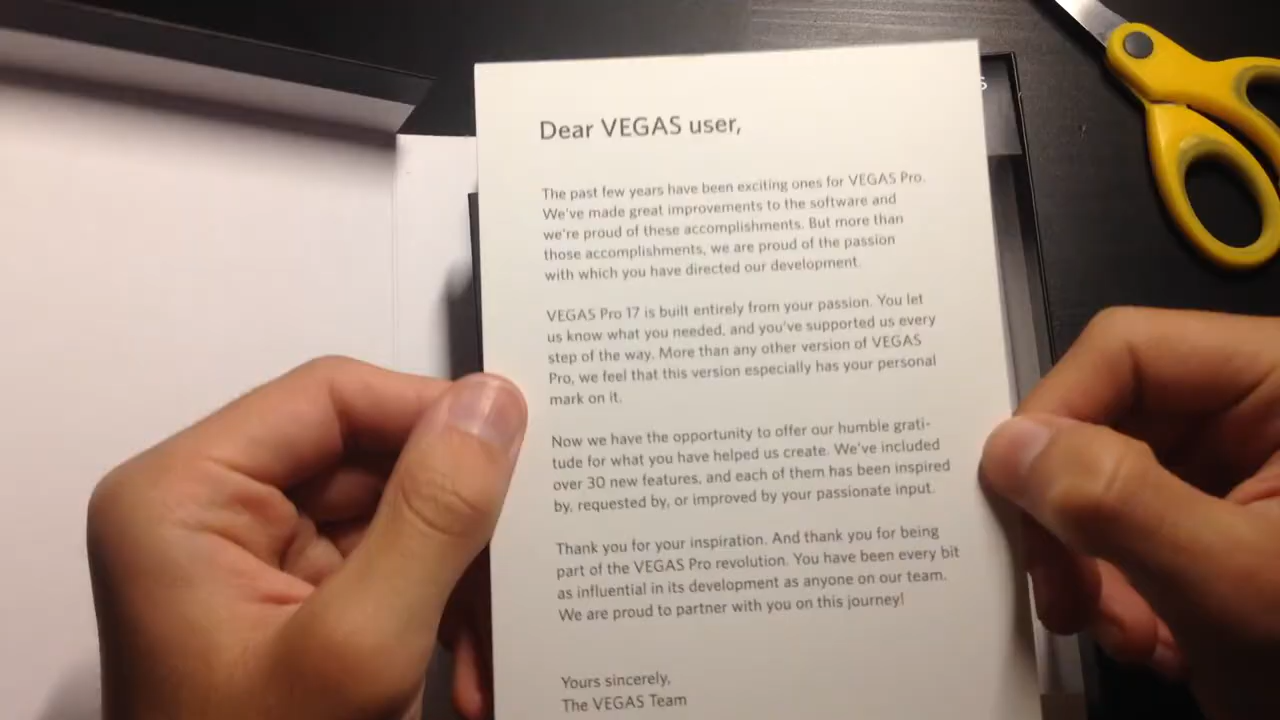 Dear VEGAS user,
The past few years have been exciting ones for VEGAS Pro.
We've made great improvements to the software and
we're proud of these accomplishments. But more than
those accomplishments, we are proud of the passion
with which you have directed our development.
VEGAS Pro 17 is built entirely from your passion. You let
us know what you needed, and you've supported us every
step of the way. More than any other version of VEGAS
Pro, we feel that this version especially has your personal
mark on it.
Now we have the opportunity to offer our humble grati-
tude for what you have helped us create. We've included
over 30 new features, and each of them has been inspired
by, requested by, or improved by your passionate input.
Thank you for your inspiration. And thank you for being
part of the VEGAS Pro revolution. You have been every bit
as influential in its development as anyone on our team.
We are proud to partner with you on this journey!
Yours sincerely,
The VEGAS Team